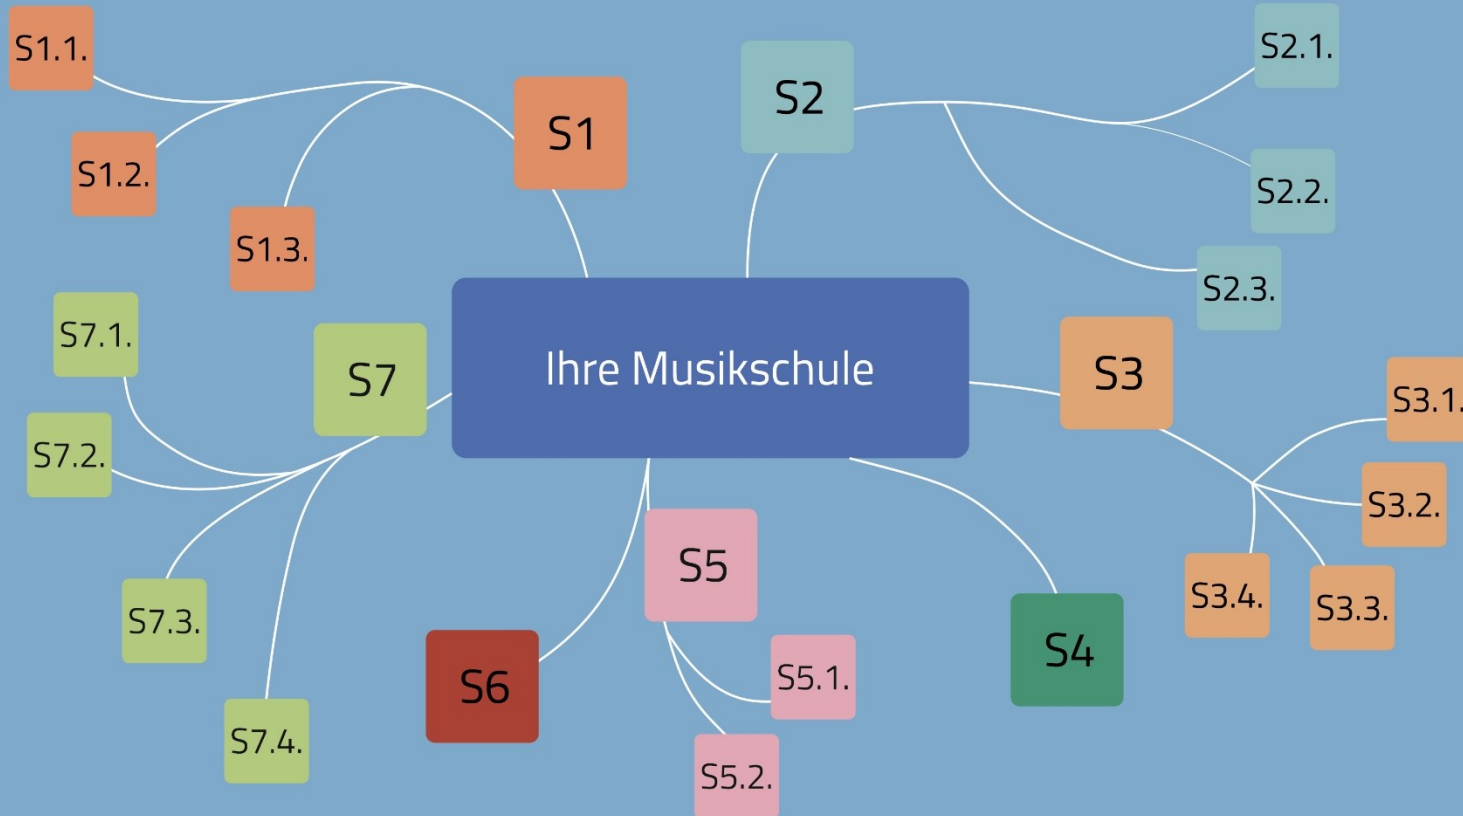 Ihre Musikschule
S1
S1.1.
S1.2.
S1.3.
S2
S2.1.
S2.2.
S2.3.
S3
S3.1.
S3.2.
S3.3.
S3.4.
S4
S5
S5.1.
S5.2.
S6
S7
S7.1.
S7.2.
S7.3.
S7.4.